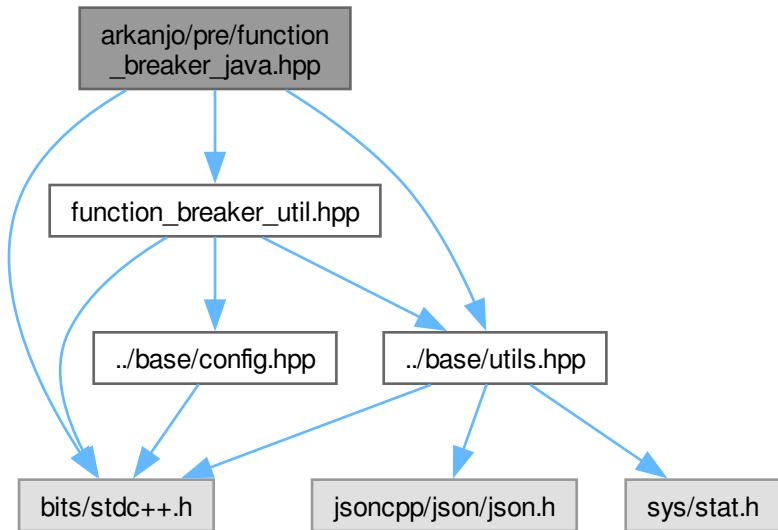 arkanjo/pre/function
_breaker_java.hpp
function_breaker_util.hpp
../base/config.hpp
../base/utils.hpp
bits/stdc++.h
jsoncpp/json/json.h
sys/stat.h